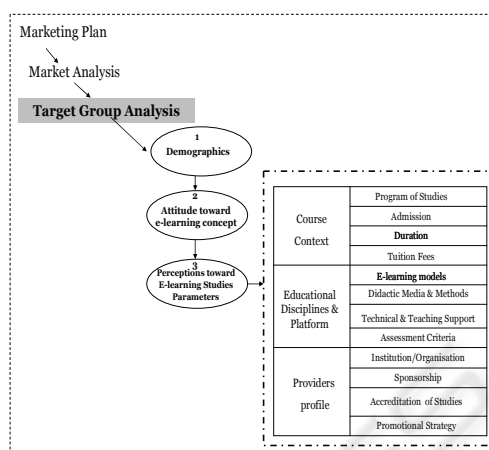 Marketing Plan
Market Analysis
Target Group Analysis
1
Demographics
2
Attitude toward
e-learning concept
3
Perceptions toward
E-learning Studies
Parameters
Course
Context
Program of Studies
Admission
Duration
Tuition Fees
Educational
Disciplines &
Platform
E-learning models
Didactic Media & Methods
Technical & Teaching Support
Assessment Criteria
Providers
profile
Institution/Organisation
Sponsorship
Accreditation of Studies
Promotional Strategy